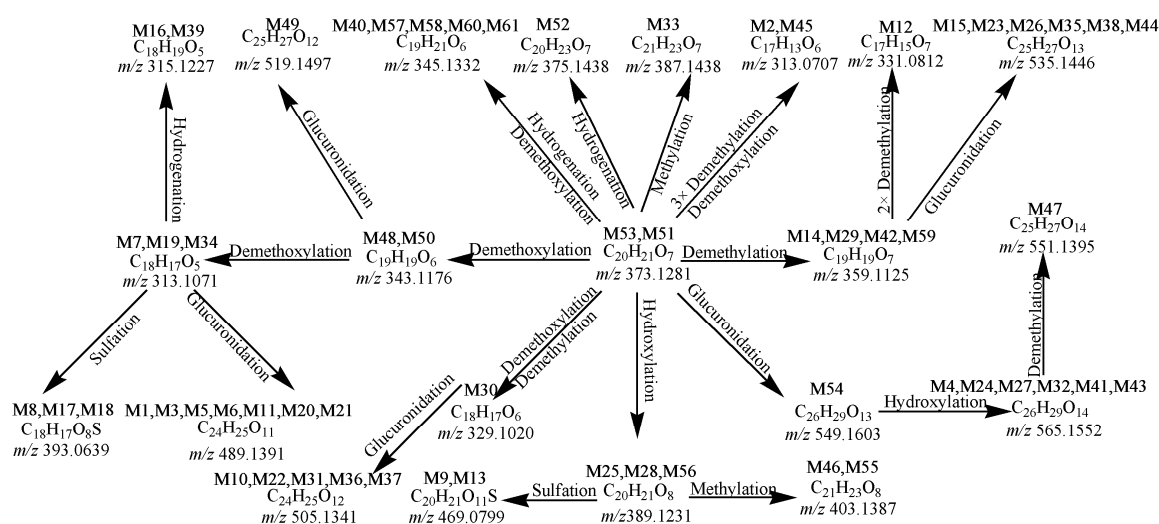 M16,M39
C18H19O5
m/z 315.1227
M49
C25H27O12
m/z 519.1497
M40,M57,M58,M60,M61
C19H21O6
m/z 345.1332
M52
C20H23O7
m/z 375.1438
M33
C21H23O7
m/z 387.1438
M2,M45
C17H13O6
m/z 313.0707
M12
C17H15O7
m/z 331.0812
M15,M23,M26,M35,M38,M44
C25H27O13
m/z 535.1446
Hydrogenation
Glucuronidation
Hydrogenation
Demethoxylation
Hydrogenation
Methylation
3× Demethylation
Demethoxylation
2× Demethylation
Glucuronidation
M7,M19,M34
C18H17O5
m/z 313.1071
Demethoxylation
M48,M50
C19H19O6
m/z 343.1176
Demethoxylation
M53,M51
C20H21O7
m/z 373.1281
Demethylation
M14,M29,M42,M59
C19H19O7
m/z 359.1125
M47
C25H27O14
m/z 551.1395
Sulfation
Glucuronidation
Demethoxylation
Demethylation
Hydroxylation
Glucuronidation
Demethylation
M8,M17,M18
C18H17O8S
m/z 393.0639
M1,M3,M5,M6,M11,M20,M21
C24H25O11
m/z 489.1391
Glucuronidation
M30
C18H17O6
m/z 329.1020
M54
C26H29O13
m/z 549.1603
Hydroxylation
M4,M24,M27,M32,M41,M43
C26H29O14
m/z 565.1552
M10,M22,M31,M36,M37
C24H25O12
m/z 505.1341
M9,M13
C20H21O11S
m/z 469.0799
Sulfation
M25,M28,M56
C20H21O8
m/z389.1231
Methylation
M46,M55
C21H23O8
m/z 403.1387